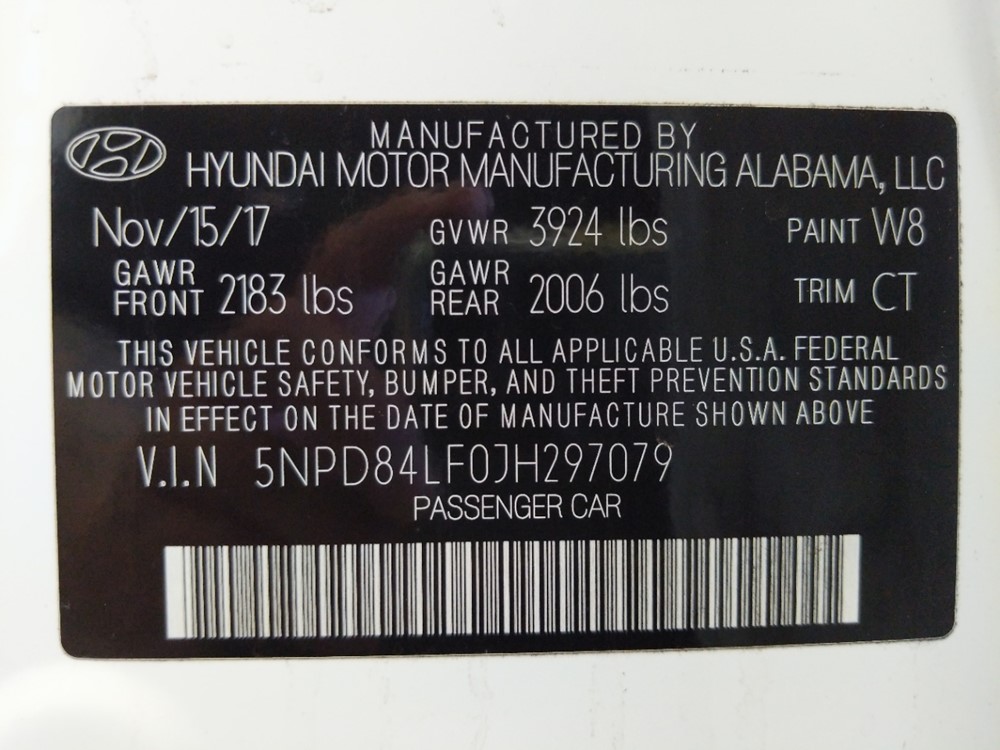 MANUFACTURED BY
HYUNDAI MOTOR MANUFACTURING ALABAMA, LLC
Nov/15/17 GVWR 3924 lbs PAINT W8
GAWR FRONT 2183 lbs GAWR REAR 2006 lbs TRIM CT
THIS VEHICLE CONFORMS TO ALL APPLICABLE U.S.A. FEDERAL
MOTOR VEHICLE SAFETY, BUMPER, AND THEFT PREVENTION STANDARDS
IN EFFECT ON THE DATE OF MANUFACTURE SHOWN ABOVE
V.I.N 5NPD84LF0JH297079
PASSENGER CAR